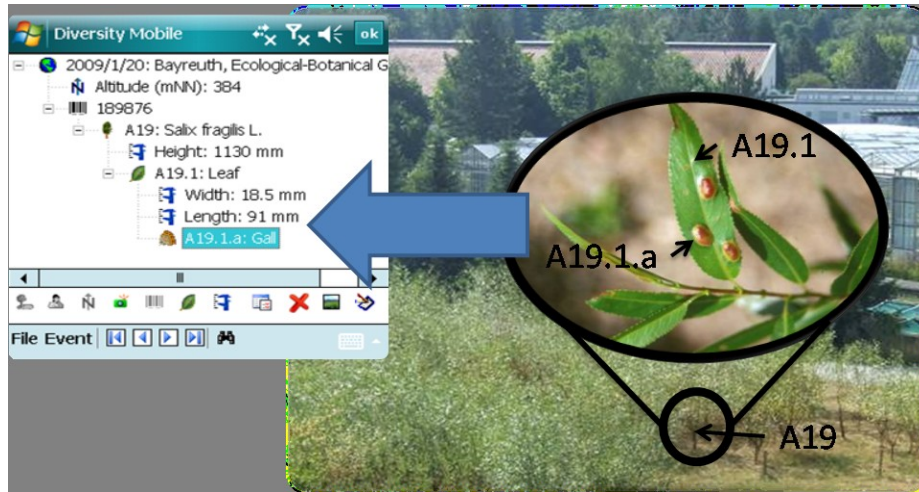 Diversity Mobile
ok
2009/1/20: Bayreuth, Ecological-Botanical G
Altitude (mNN): 384
189876
A19: Salix fragilis L.
Height: 1130 mm
A19.1: Leaf
Width: 18.5 mm
Length: 91 mm
A19.1.a: Gall
File Event
A19.1
A19.1.a
A19